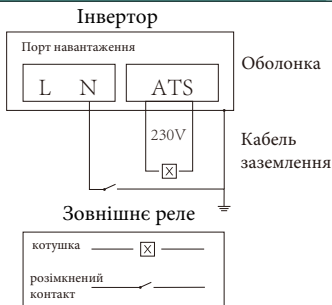 Інвертор
Порт навантаження
L N ATS
Оболонка
230V
Кабель
заземлення
X
Зовнішнє реле
котушка X
розімкнений
контакт